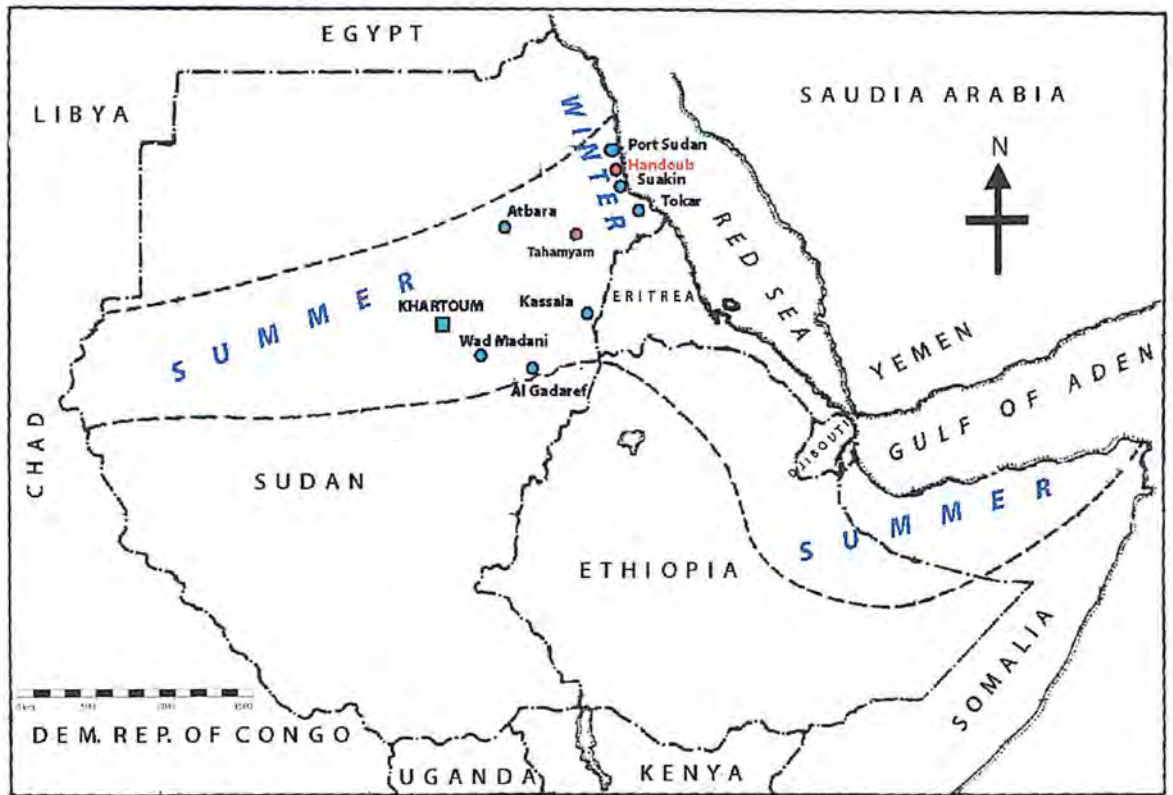 EGYPT
LIBYA
SAUDIA ARABIA
WINTER
N
Port Sudan
Handoub
Suakin
Tokar
Atbara
Tahamyam
RED SEA
SUMMER
KHARTOUM
Kassala
ERITREA
Wad Madani
Al Gadaref
YEMEN
GULF OF ADEN
CHAD
DJIBOUTI
SUDAN
SUMMER
ETHIOPIA
SOMALIA
DEM. REP. OF CONGO
UGANDA
KENYA